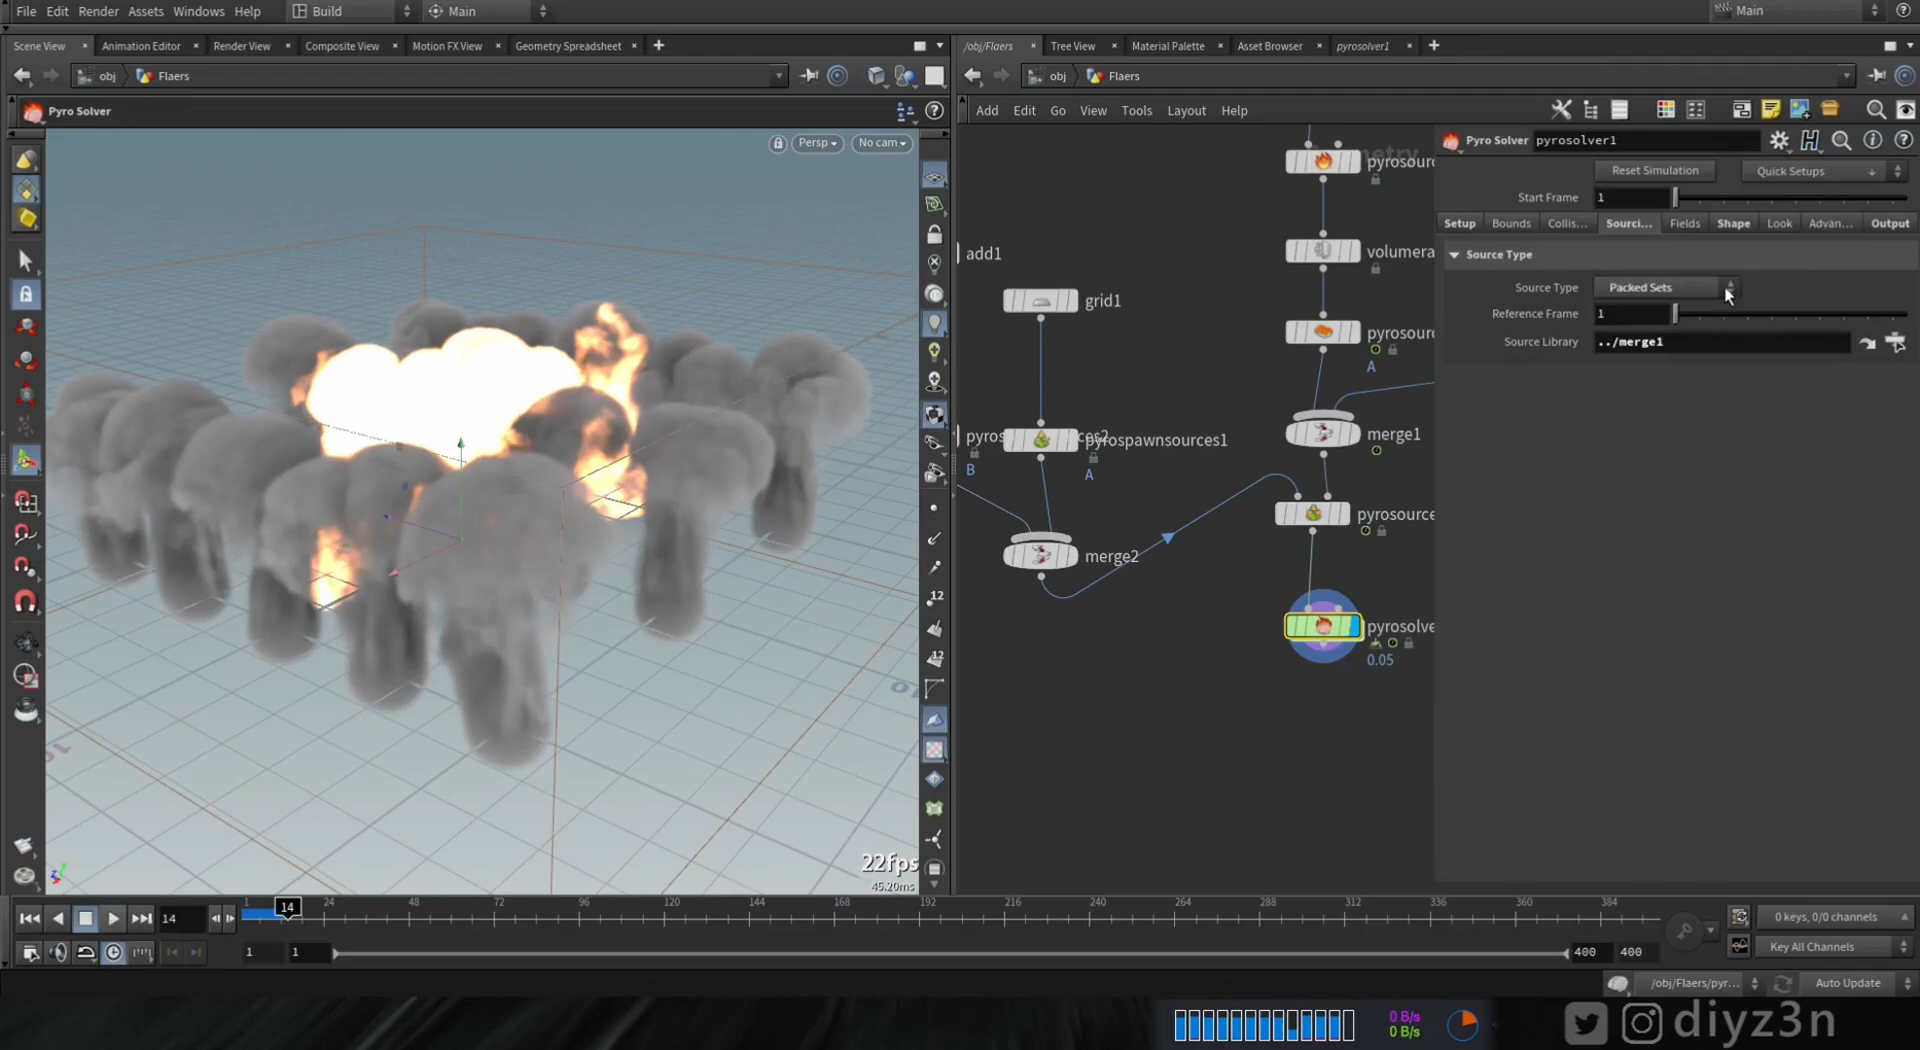 File Edit Render Assets Windows Help Build Main Main
Scene View Animation Editor Render View Composite View Motion FX View Geometry Spreadsheet
/obj/Flaers Tree View Material Palette Asset Browser pyrosolver1
obj Flaers
obj Flaers
Pyro Solver
Add Edit Go View Tools Layout Help
Persp No cam
Pyro Solver pyrosolver1
Reset Simulation Quick Setups
Start Frame 1
Setup Bounds Collis... Sourci... Fields Shape Look Advan... Output
Source Type
Source Type Packed Sets
Reference Frame 1
Source Library ../merge1
pyrosourc
add1
volumera
grid1
pyrosourc
A
merge1
pyrospawnsources1
B
A
pyrosource
merge2
pyrosolve
0.05
12
12
10
22fps
45.20ms
14
1 14 24 48 72 96 120 144 168 192 216 240 264 288 312 336 360 384
0 keys, 0/0 channels
1 1 400 400
Key All Channels
/obj/Flaers/pyr... Auto Update
0 B/s
0 B/s
diyz3n